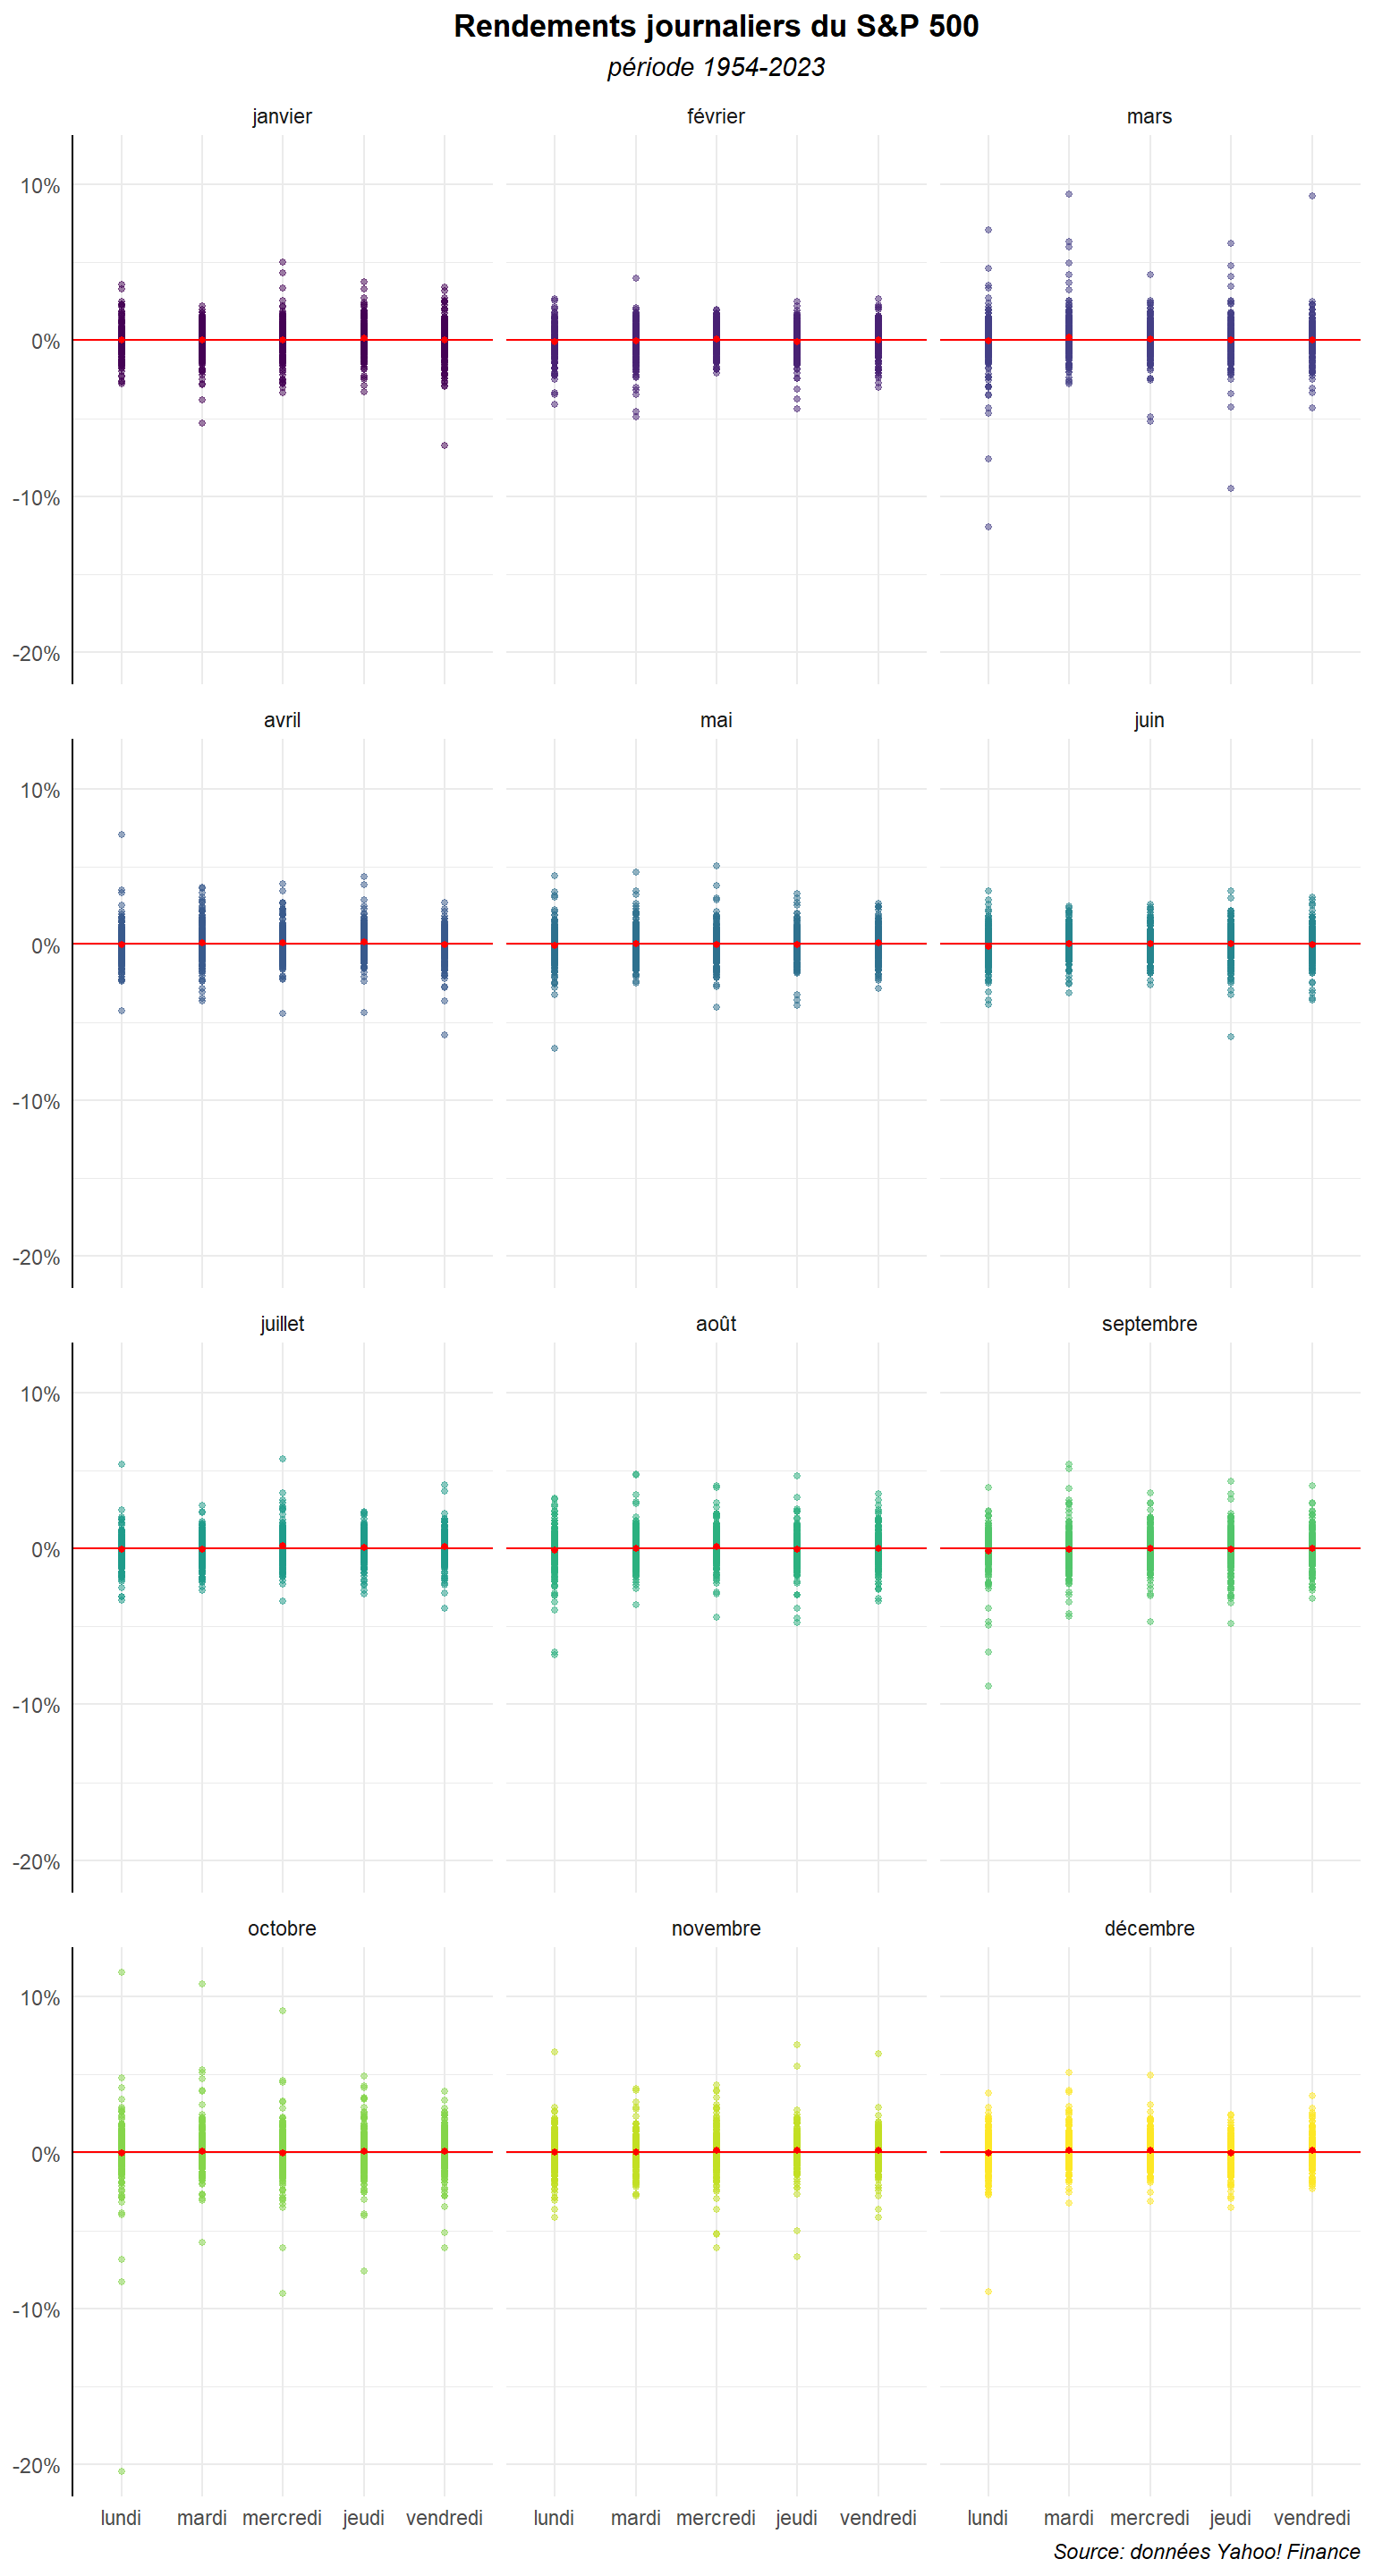 Rendements journaliers du S&P 500
période 1954-2023
janvier février mars
10%
0%
-10%
-20%
avril mai juin
10%
0%
-10%
-20%
juillet août septembre
10%
0%
-10%
-20%
octobre novembre décembre
10%
0%
-10%
-20%
lundi mardi mercredi jeudi vendredi lundi mardi mercredi jeudi vendredi lundi mardi mercredi jeudi vendredi
Source: données Yahoo! Finance